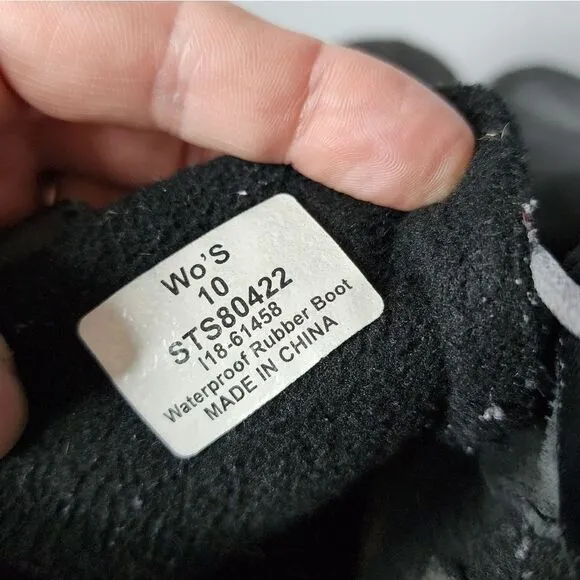 Wo'S
10
STS80422
I18-61458
Waterproof Rubber Boot
MADE IN CHINA